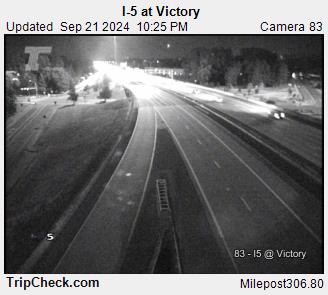 I-5 at Victory
Updated Sep 21 2024 10:25 PM Camera 83
T
5
83 - I5 @ Victory
TripCheck.com Milepost306.80